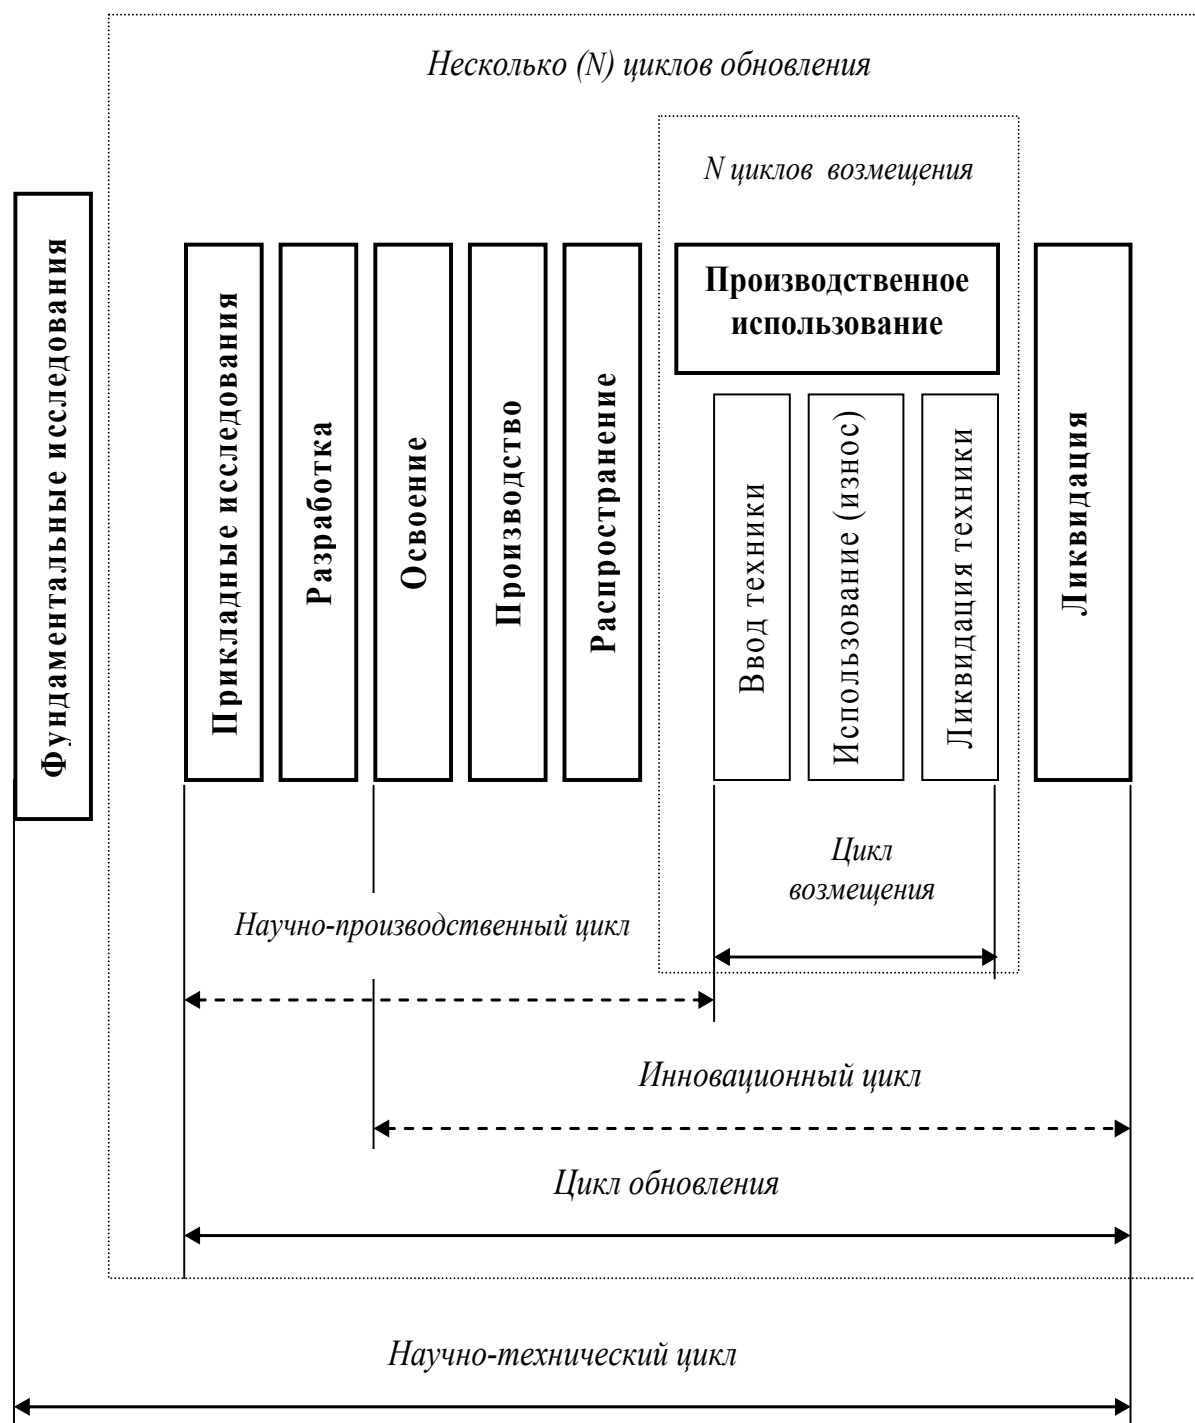 Несколько (N) циклов обновления
N циклов возмещения
Фундаментальные исследования
Прикладные исследования
Разработка
Освоение
Производство
Распространение
Производственное
использование
Ввод техники
Использование (износ)
Ликвидация техники
Ликвидация
Цикл
возмещения
Научно-производственный цикл
Инновационный цикл
Цикл обновления
Научно-технический цикл